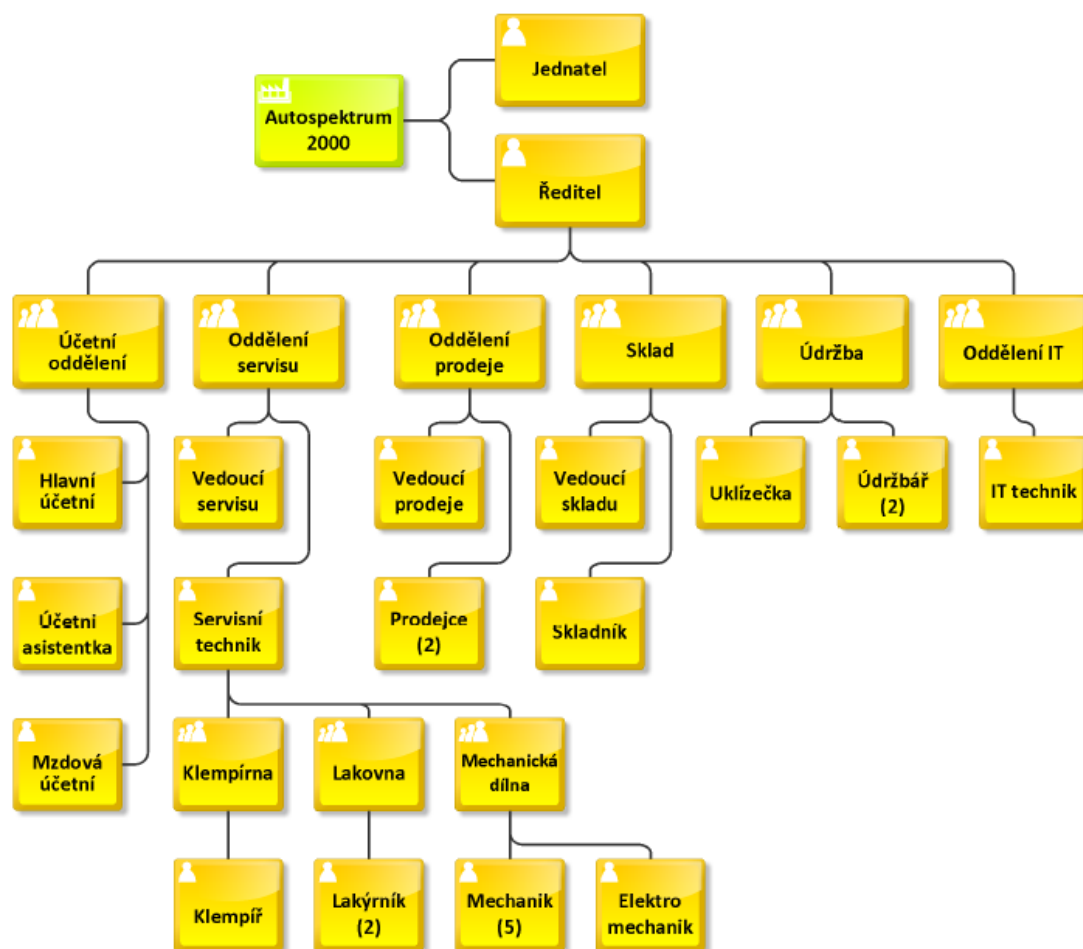 Jednatel
Autospektrum
2000
Ředitel
Účetní
oddělení
Oddělení
servisu
Oddělení
prodeje
Sklad
Údržba
Oddělení IT
Hlavní
účetní
Vedoucí
servisu
Vedoucí
prodeje
Vedoucí
skladu
Uklízečka
Údržbář
(2)
IT technik
Účetni
asistentka
Servisní
technik
Prodejce
(2)
Skladník
Mzdová
účetní
Klempírna
Lakovna
Mechanická
dílna
Klempíř
Lakýrník
(2)
Mechanik
(5)
Elektro
mechanik